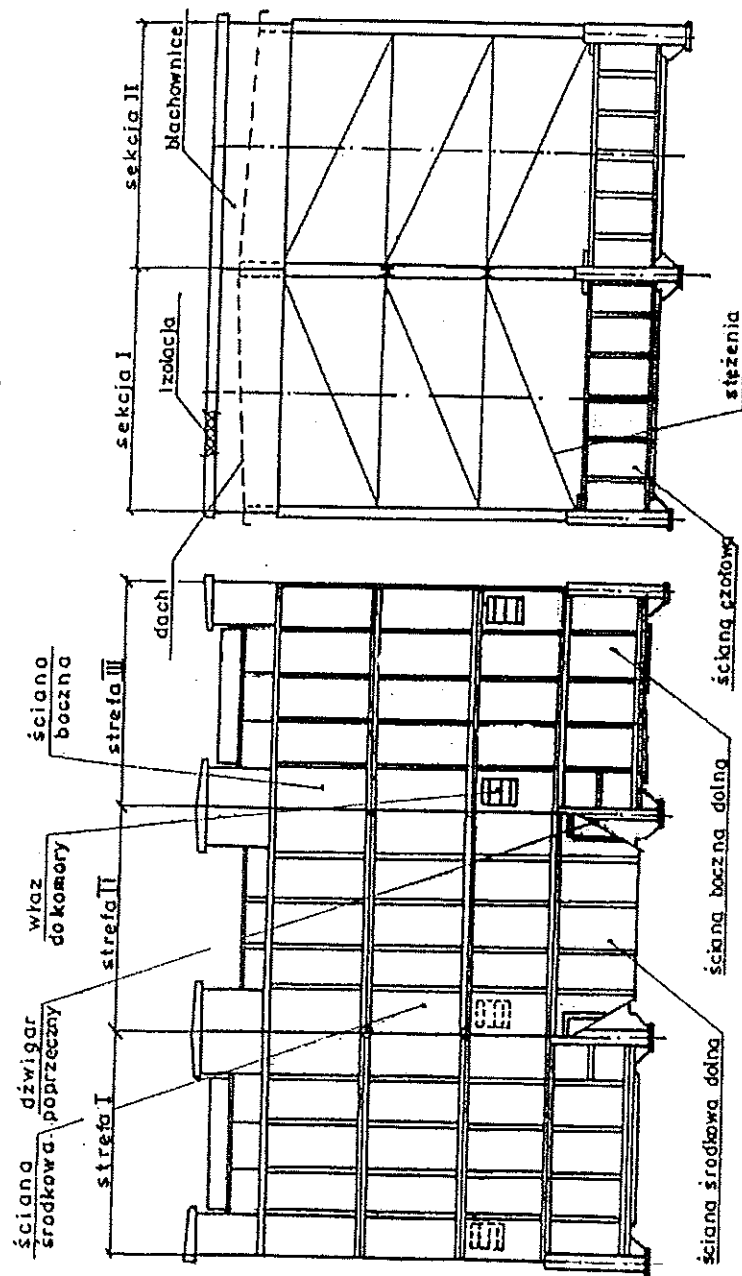 ściana
środkowa
dźwigar
poprzeczny
właz
do komory
ściana
boczna
strefa I
strefa II
strefa III
ściana środkowa dolna
ściana boczna dolna
sekcja I
sekcja II
izolacja
blachownice
dach
ściana czołowa
stężenia